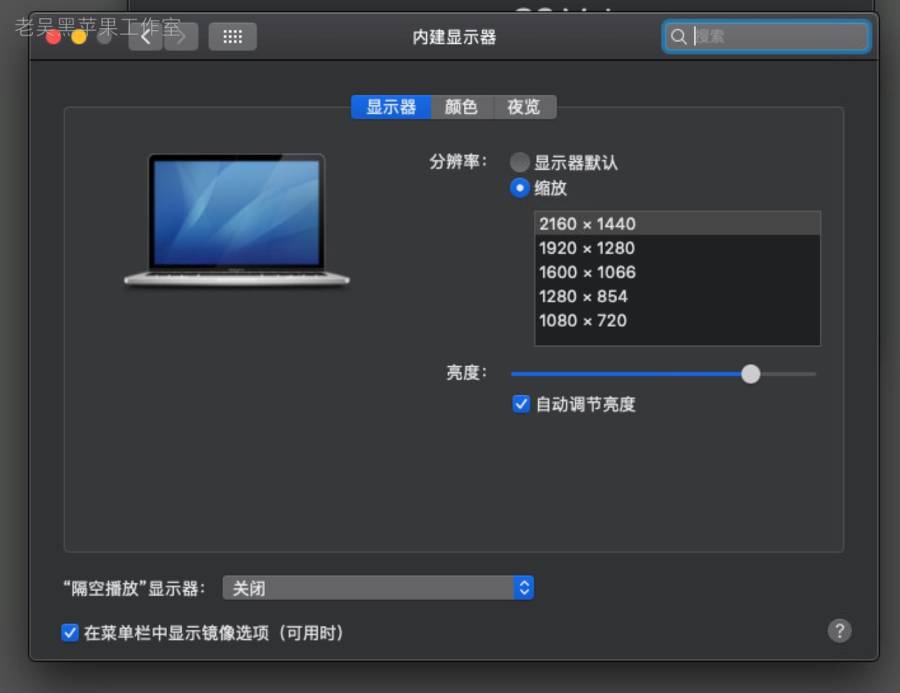 老吴黑苹果工作室
内建显示器
搜索
显示器 颜色 夜览
分辨率: 显示器默认
缩放
2160 × 1440
1920 × 1280
1600 × 1066
1280 × 854
1080 × 720
亮度:
自动调节亮度
“隔空播放”显示器: 关闭
在菜单栏中显示镜像选项（可用时）
?